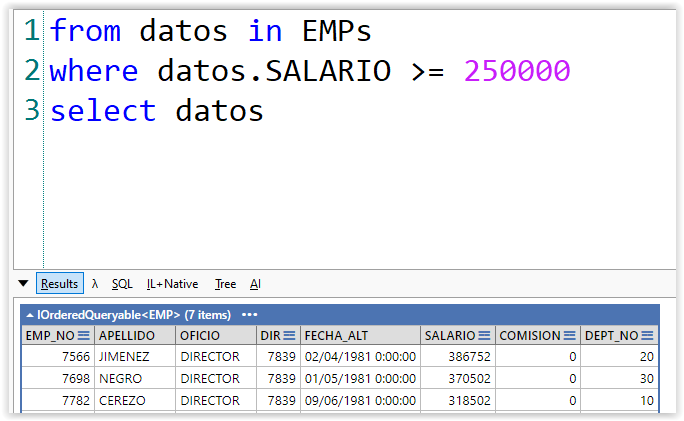 1 from datos in EMPs
2 where datos.SALARIO >= 250000
3 select datos
Results λ SQL IL+Native Tree AI
IOrderedQueryable<EMP> (7 items) •••
EMP_NO APELLIDO OFICIO DIR FECHA_ALT SALARIO COMISION DEPT_NO
7566 JIMENEZ DIRECTOR 7839 02/04/1981 0:00:00 386752 0 20
7698 NEGRO DIRECTOR 7839 01/05/1981 0:00:00 370502 0 30
7782 CEREZO DIRECTOR 7839 09/06/1981 0:00:00 318502 0 10